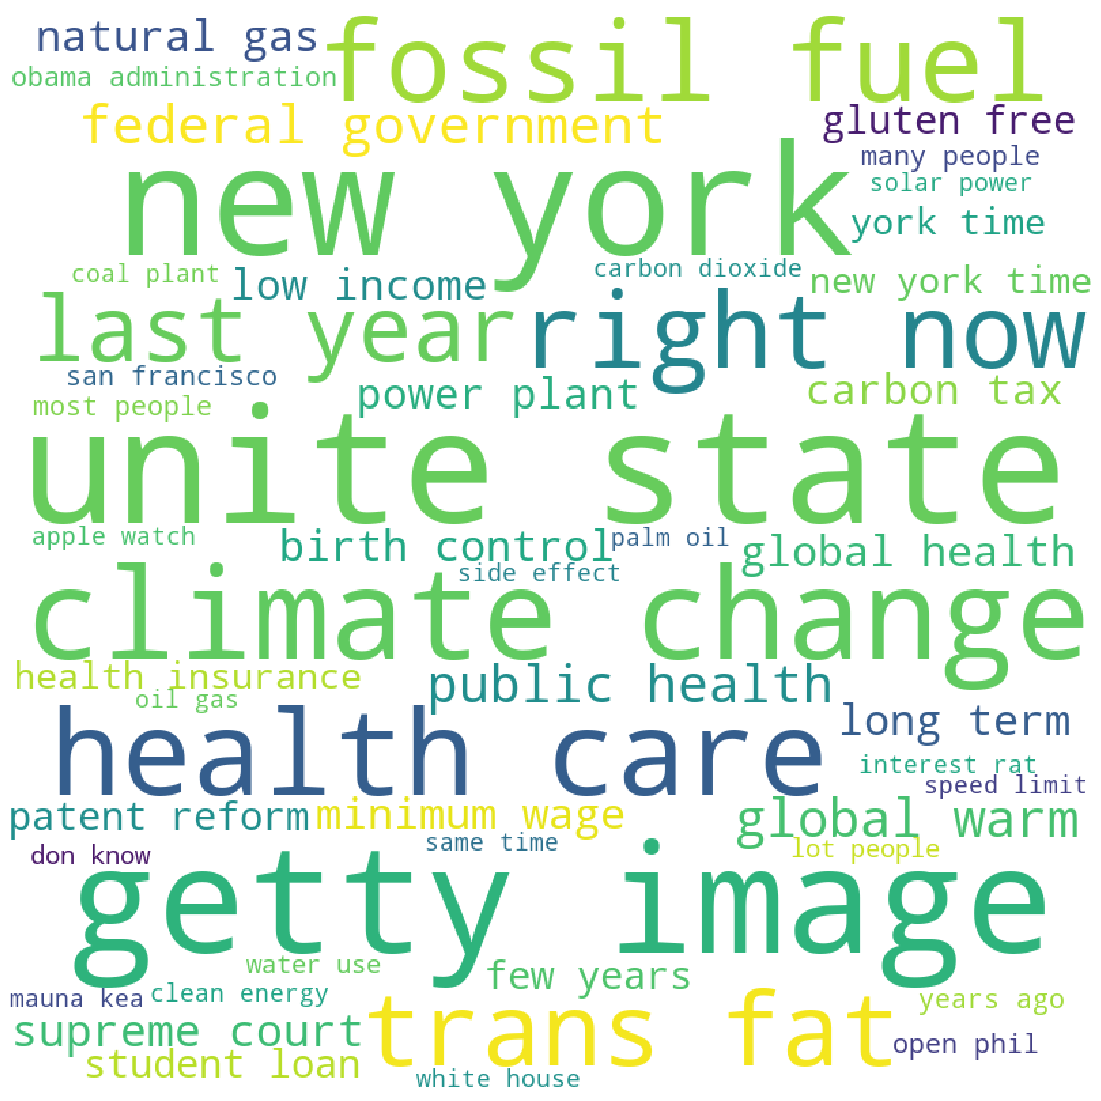 natural gas
fossil fuel
obama administration
federal government
gluten free
many people
new york
solar power
york time
coal plant
low income
carbon dioxide
new york time
last year
right now
san francisco
power plant
carbon tax
most people
unite state
apple watch
birth control
palm oil
global health
side effect
climate change
health insurance
public health
oil gas
health care
long term
interest rat
speed limit
patent reform
minimum wage
global warm
same time
don know
lot people
getty image
water use
few years
mauna kea
clean energy
trans fat
years ago
supreme court
open phil
student loan
white house